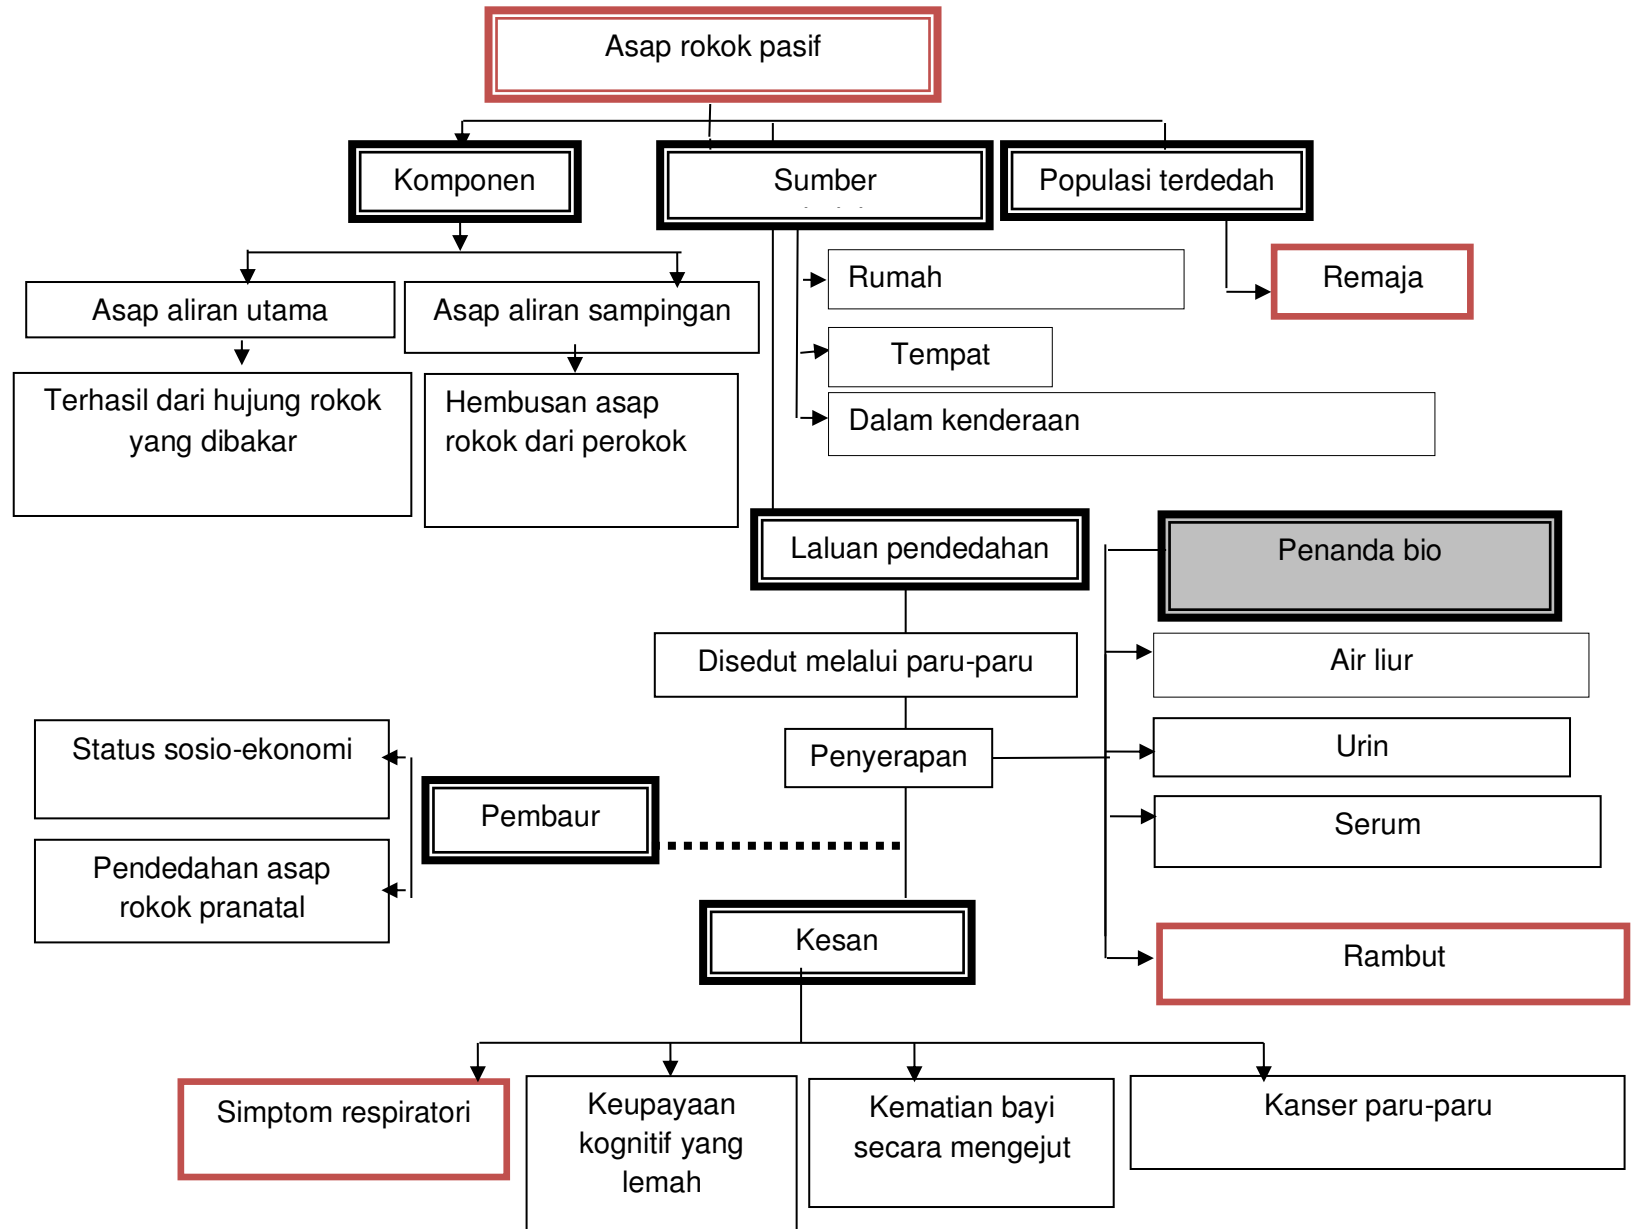 Asap rokok pasif
Komponen
Sumber
Populasi terdedah
Rumah
Remaja
Asap aliran utama
Asap aliran sampingan
Tempat
Terhasil dari hujung rokok
yang dibakar
Hembusan asap
rokok dari perokok
Dalam kenderaan
Laluan pendedahan
Penanda bio
Disedut melalui paru-paru
Air liur
Status sosio-ekonomi
Penyerapan
Urin
Pembaur
Serum
Pendedahan asap
rokok pranatal
Kesan
Rambut
Simptom respiratori
Keupayaan
kognitif yang
lemah
Kematian bayi
secara mengejut
Kanser paru-paru